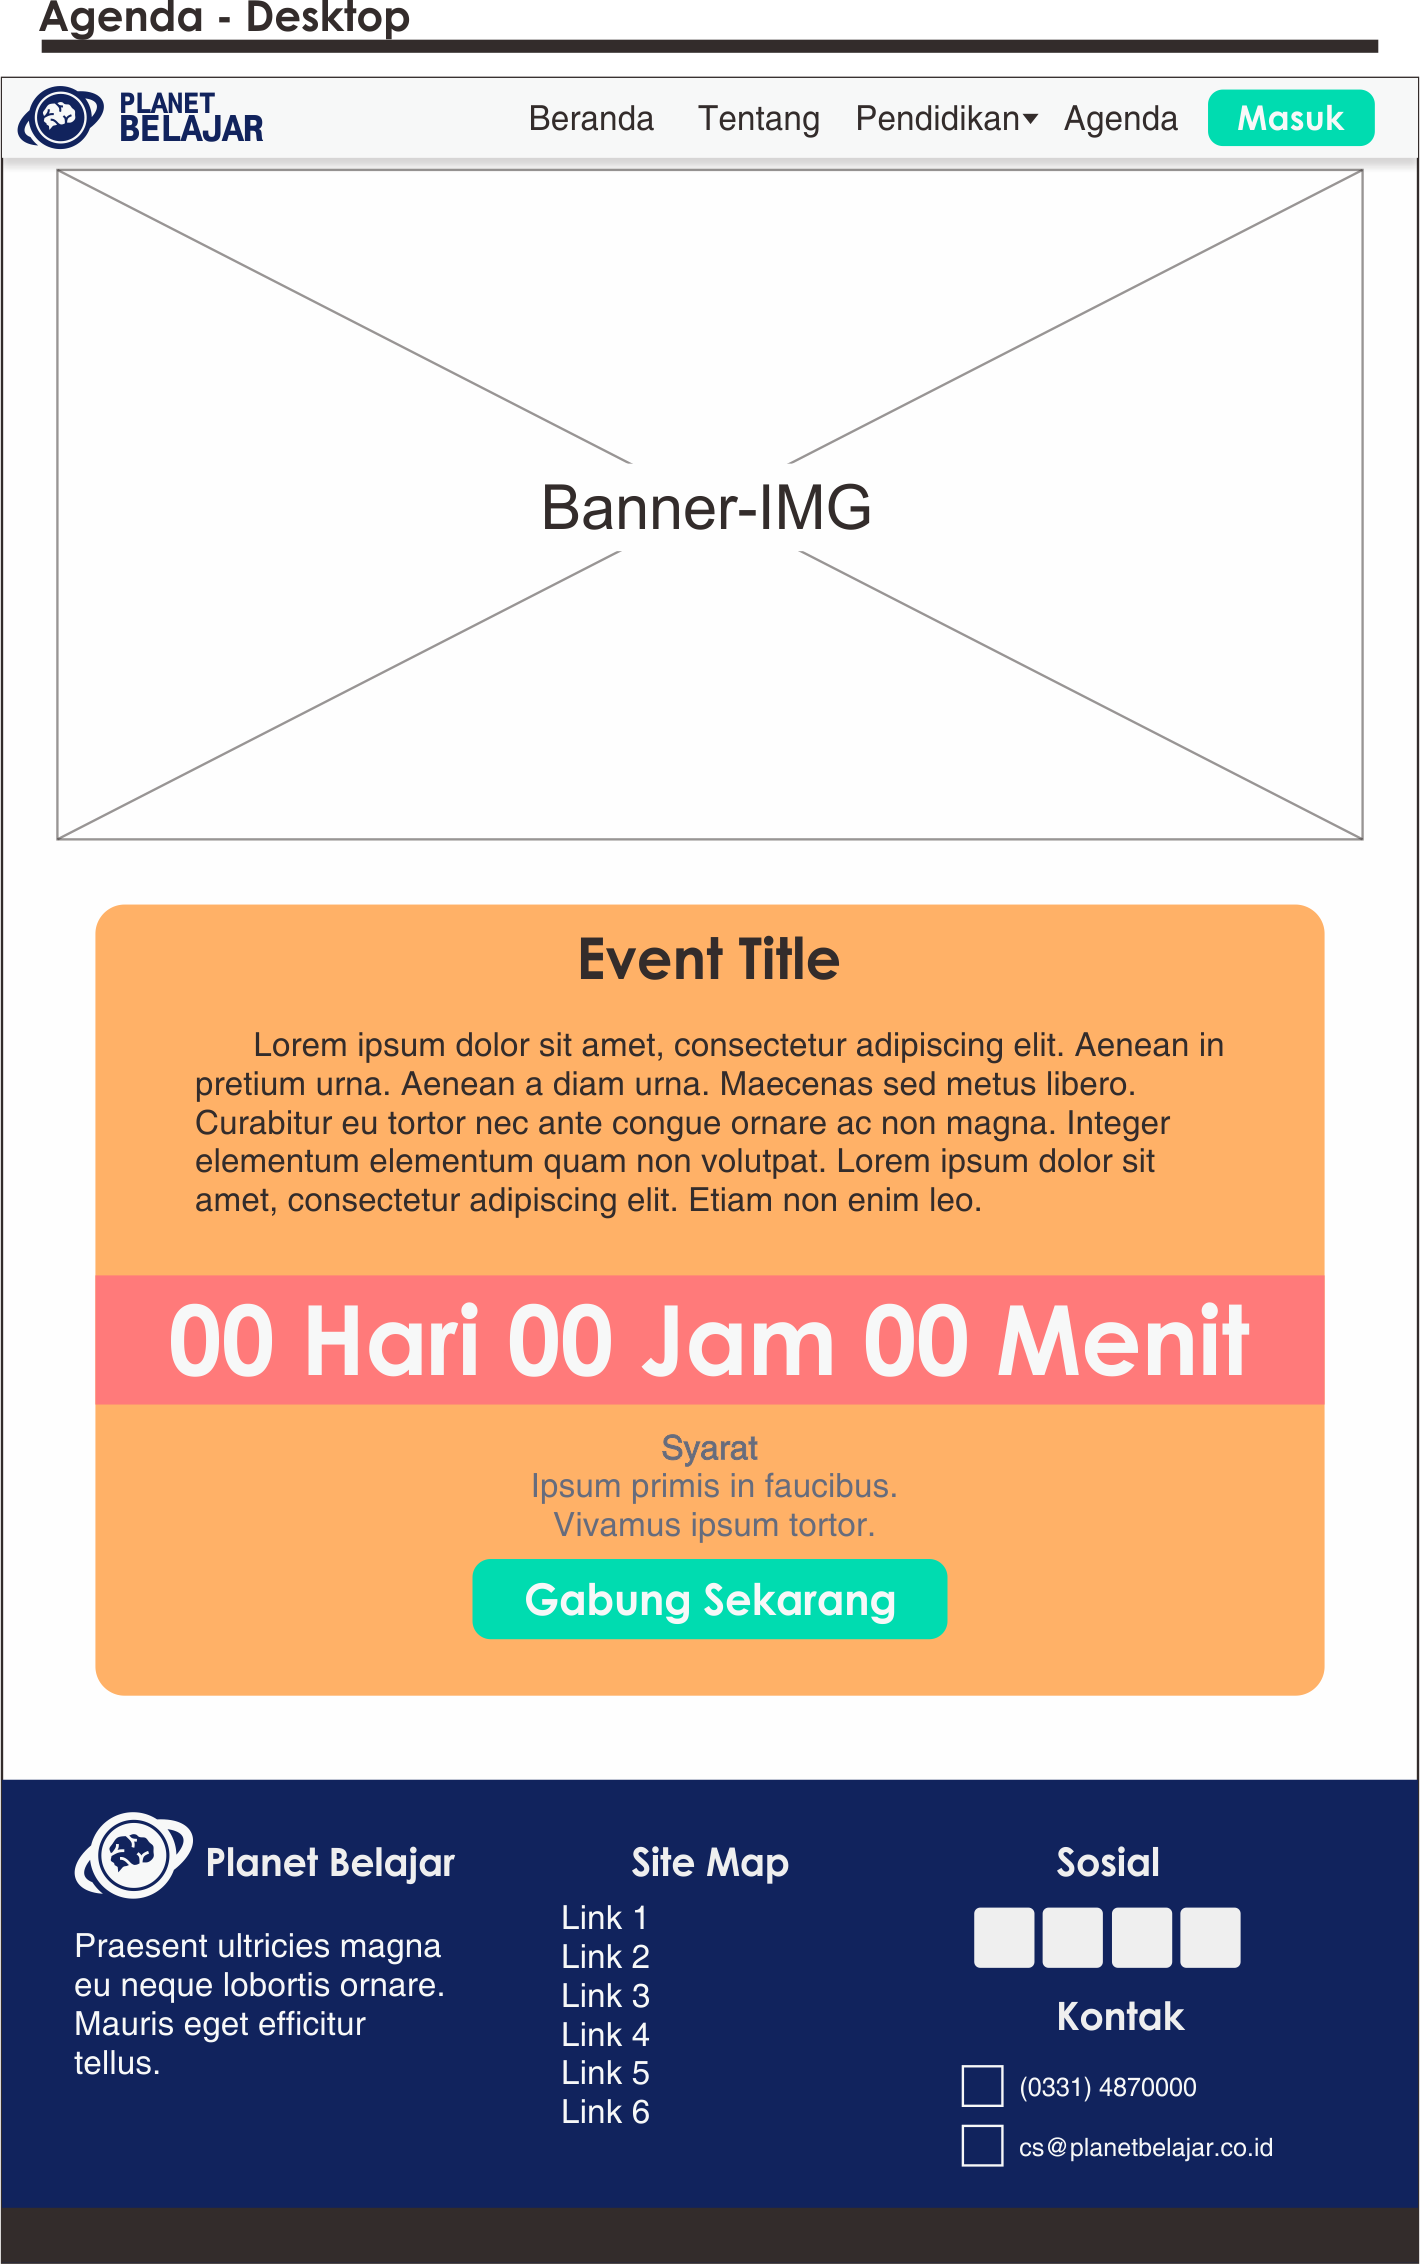 Agenda - Desktop
PLANET
BELAJAR
Beranda Tentang Pendidikan Agenda Masuk
Banner-IMG
Event Title
Lorem ipsum dolor sit amet, consectetur adipiscing elit. Aenean in
pretium urna. Aenean a diam urna. Maecenas sed metus libero.
Curabitur eu tortor nec ante congue ornare ac non magna. Integer
elementum elementum quam non volutpat. Lorem ipsum dolor sit
amet, consectetur adipiscing elit. Etiam non enim leo.
00 Hari 00 Jam 00 Menit
Syarat
Ipsum primis in faucibus.
Vivamus ipsum tortor.
Gabung Sekarang
Planet Belajar
Praesent ultricies magna
eu neque lobortis ornare.
Mauris eget efficitur
tellus.
Site Map
Link 1
Link 2
Link 3
Link 4
Link 5
Link 6
Sosial
Kontak
(0331) 4870000
cs@planetbelajar.co.id